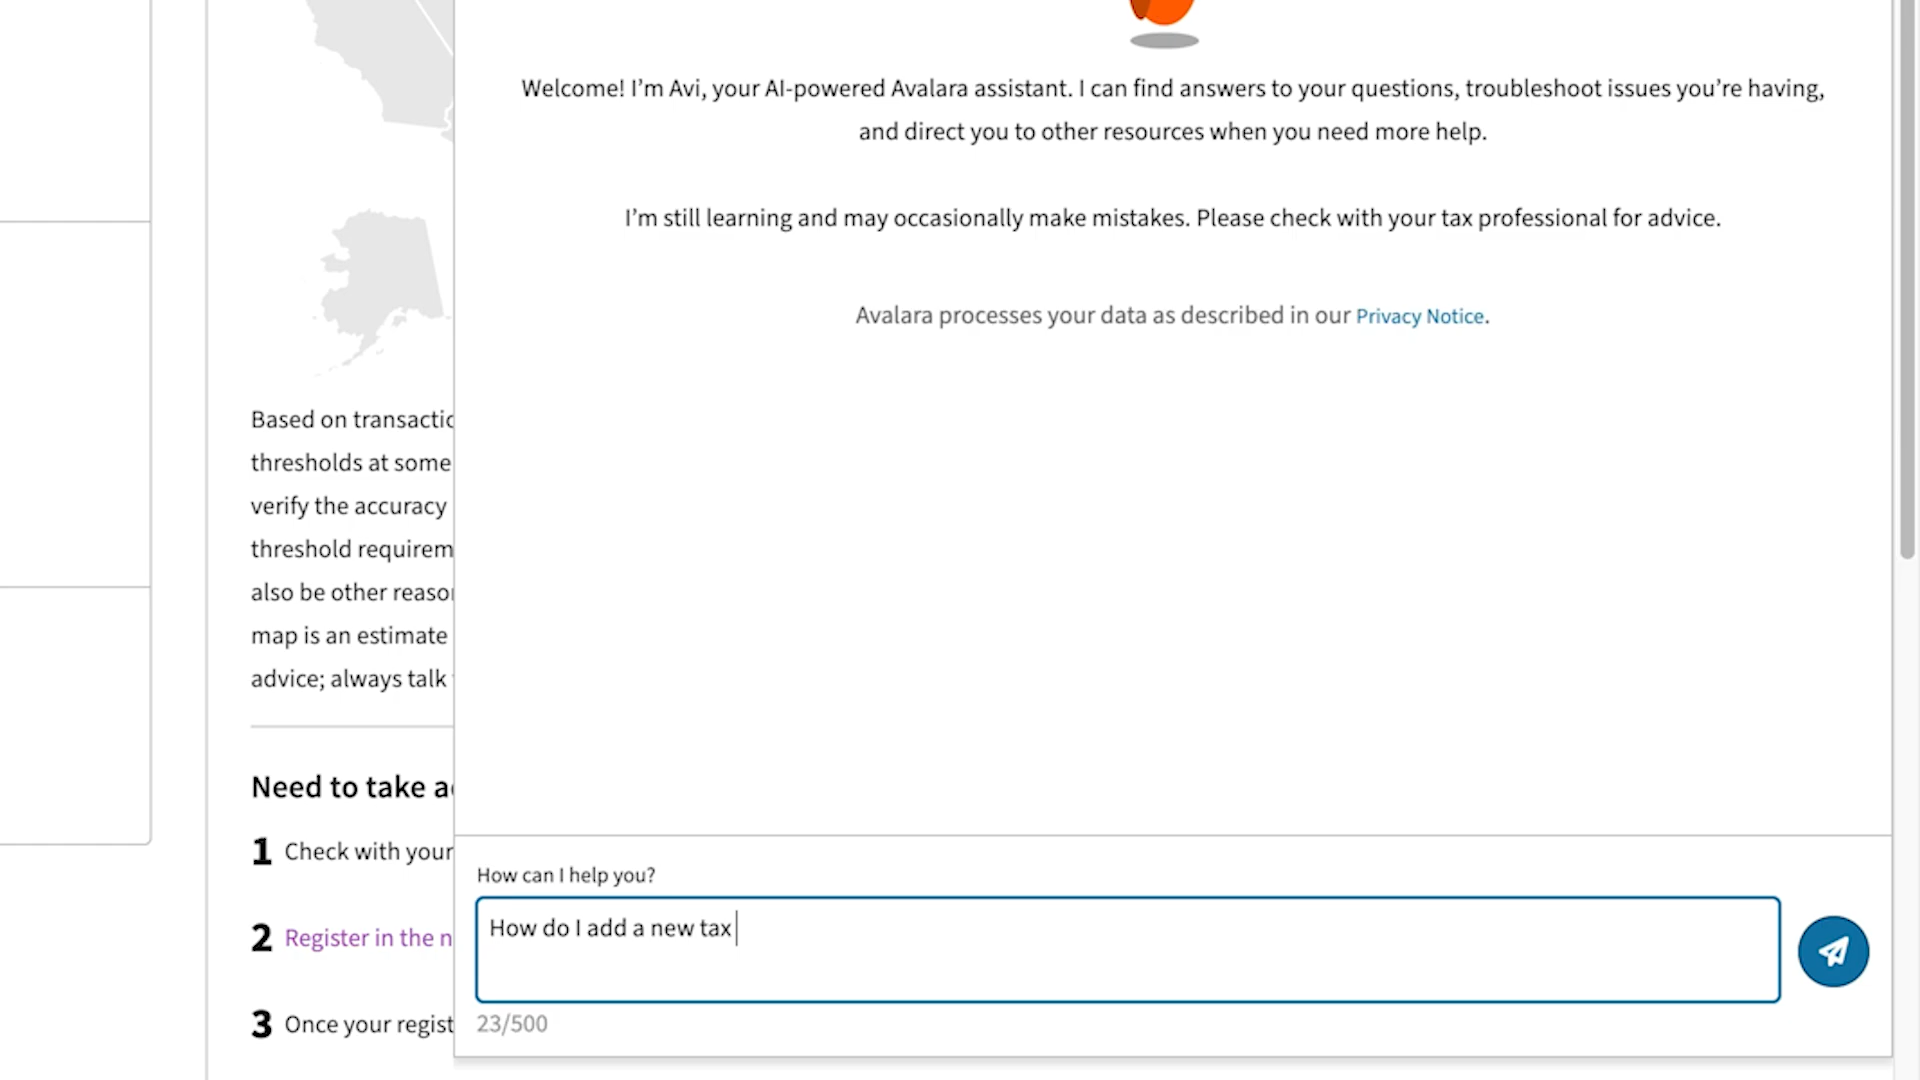 Welcome! I’m Avi, your AI-powered Avalara assistant. I can find answers to your questions, troubleshoot issues you’re having,
and direct you to other resources when you need more help.
I’m still learning and may occasionally make mistakes. Please check with your tax professional for advice.
Avalara processes your data as described in our Privacy Notice.
Based on
thresholds at some
verify the accuracy
threshold
also be other
map is an estimate
advice; always talk
Need to take
1 Check with your
2 Register in the
3 Once your
How can I help you?
How do I add a new tax
23/500